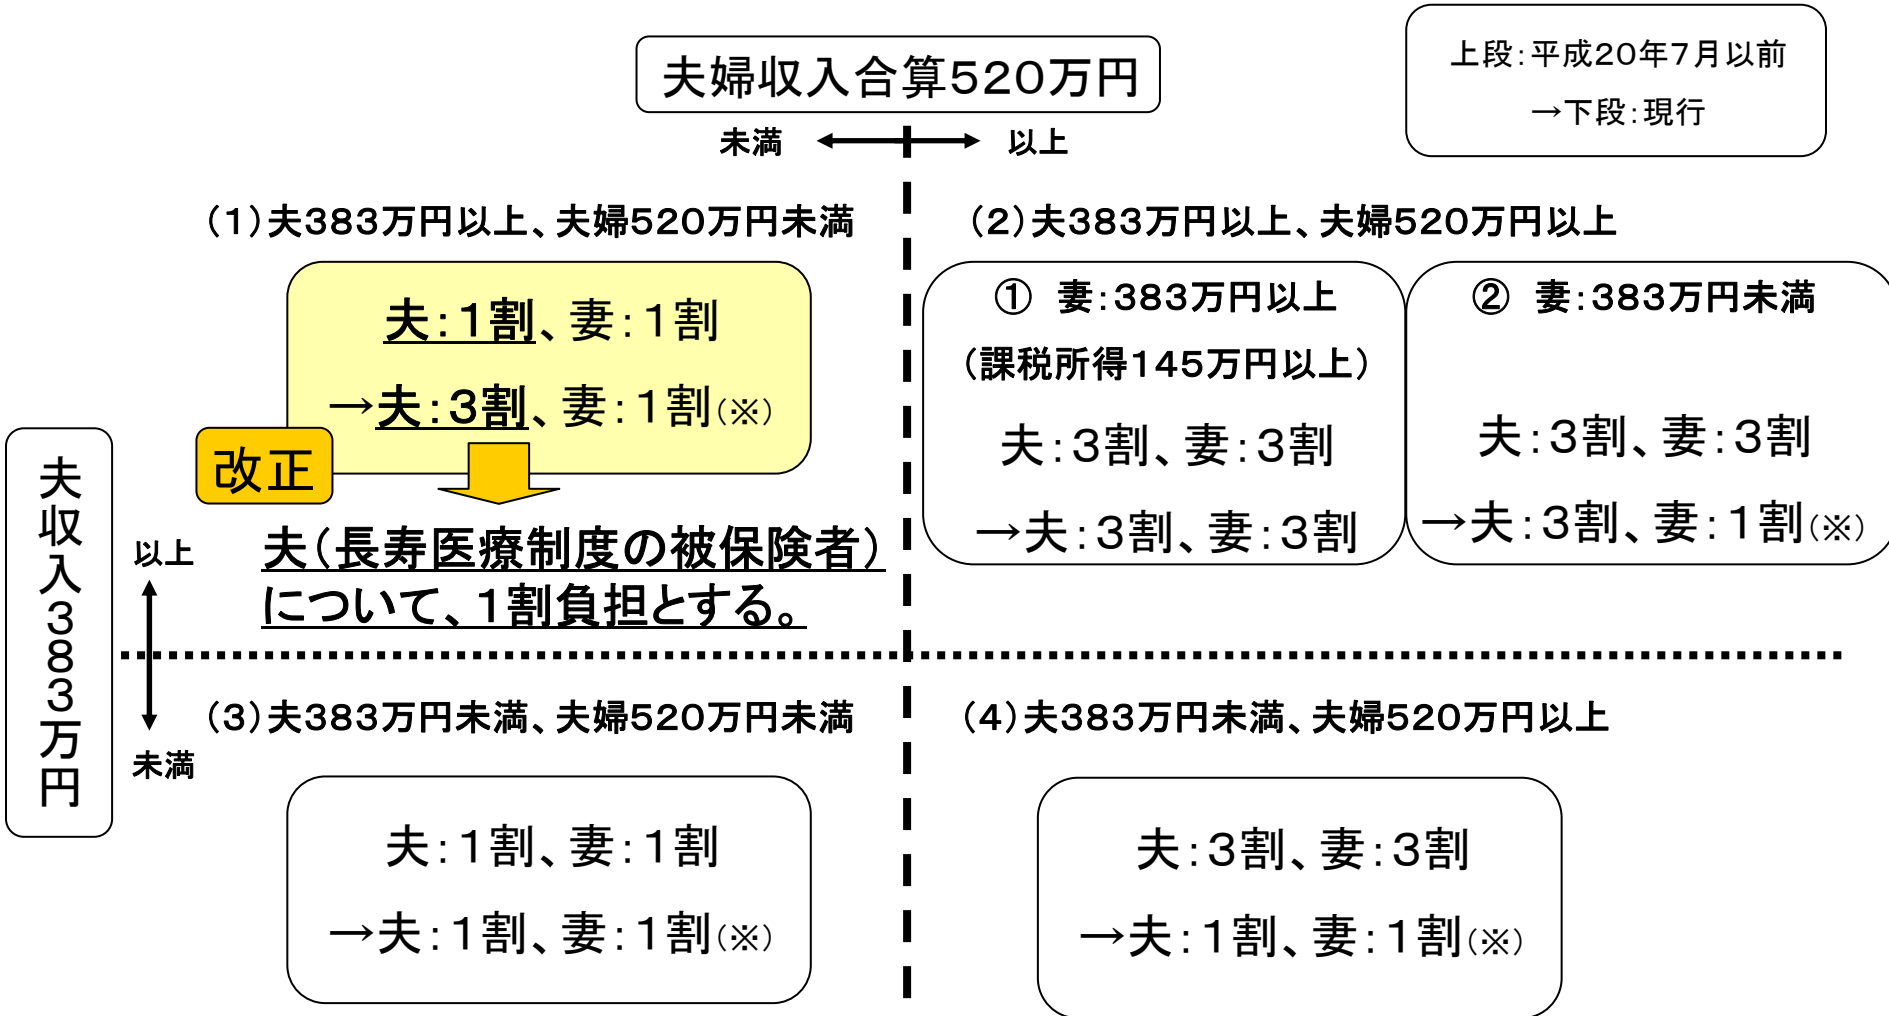 夫婦収入合算520万円
上段：平成20年7月以前
→下段：現行
未満 以上
（1）夫383万円以上、夫婦520万円未満
夫：1割、妻：1割
→夫：3割、妻：1割（※）
改正
夫（長寿医療制度の被保険者）
について、1割負担とする。
（2）夫383万円以上、夫婦520万円以上
① 妻：383万円以上
（課税所得145万円以上）
夫：3割、妻：3割
→夫：3割、妻：3割
② 妻：383万円未満
夫：3割、妻：3割
→夫：3割、妻：1割（※）
夫収入383万円
以上
未満
（3）夫383万円未満、夫婦520万円未満
夫：1割、妻：1割
→夫：1割、妻：1割（※）
（4）夫383万円未満、夫婦520万円以上
夫：3割、妻：3割
→夫：1割、妻：1割（※）